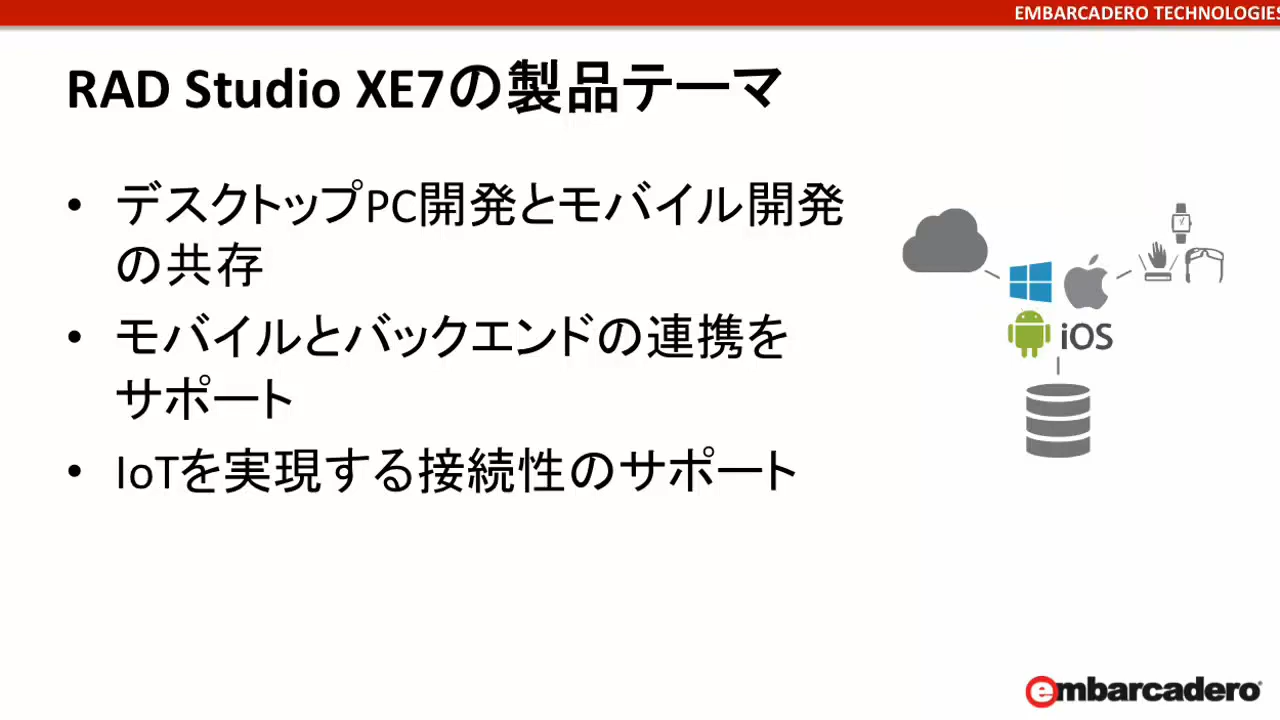 EMBARCADERO TECHNOLOGIES
RAD Studio XE7の製品テーマ
• デスクトップPC開発とモバイル開発
の共存
• モバイルとバックエンドの連携を
サポート
• IoTを実現する接続性のサポート
iOS
embarcadero